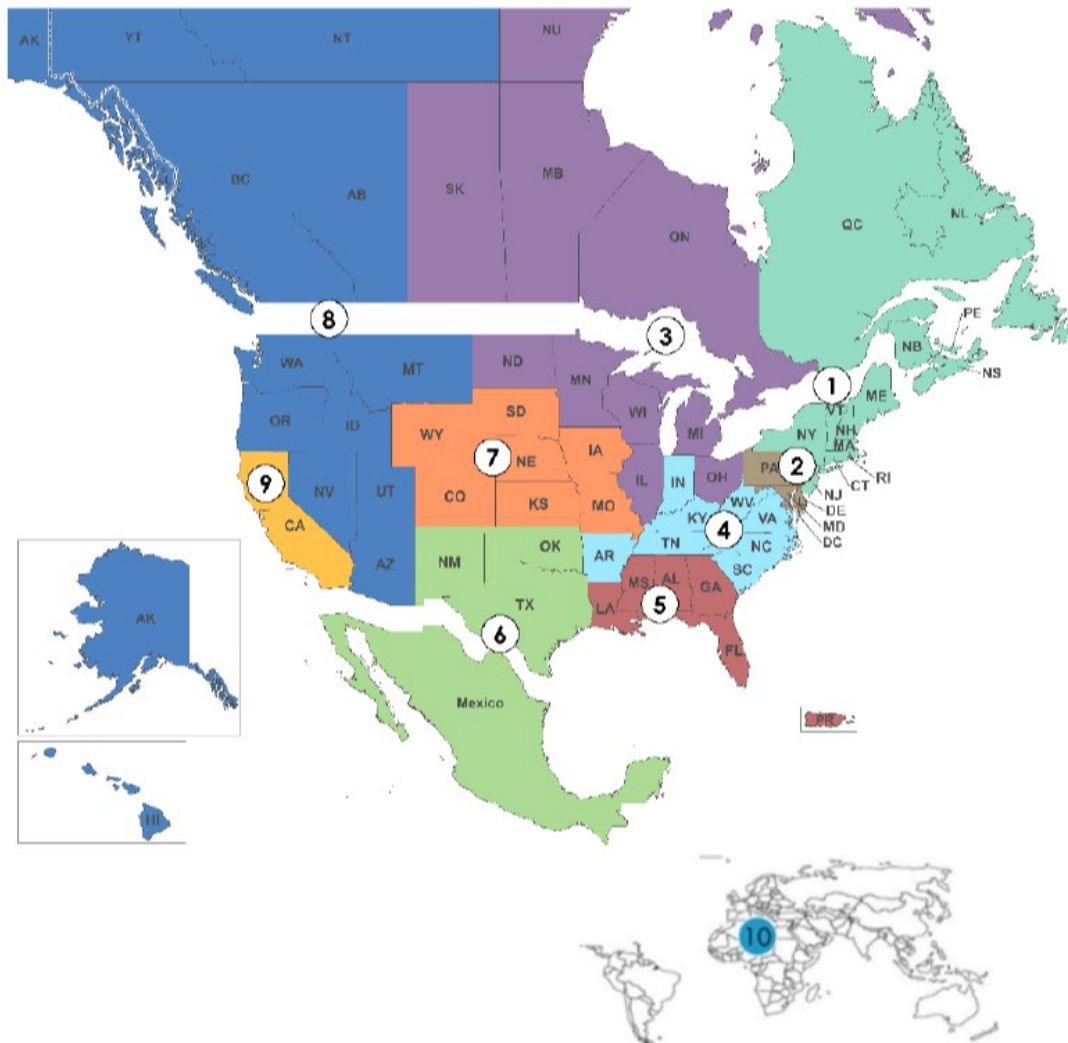 AK
YT
NT
NU
BC
AB
SK
MB
ON
QC
NL
PE
NB
NS
8
3
1
WA
MT
ND
MN
WI
MI
VT
ME
NH
MA
NY
OR
ID
WY
SD
IA
7
NE
IL
IN
OH
PA
2
RI
CT
NJ
DE
MD
DC
9
NV
UT
CO
KS
MO
KY
WV
VA
4
CA
AZ
NM
OK
AR
TN
NC
SC
TX
LA
MS
AL
GA
5
FL
6
AK
Mexico
PR
HI
10